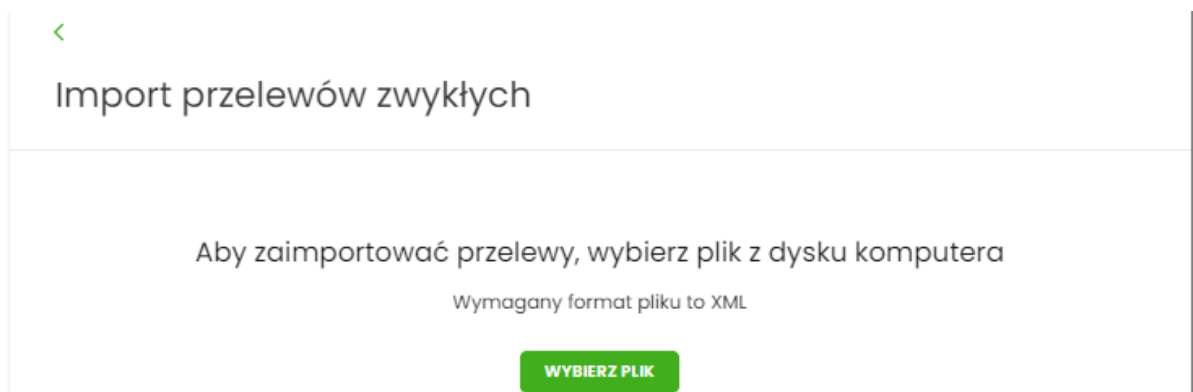 Import przelewów zwykłych
Aby zaimportować przelewy, wybierz plik z dysku komputera
Wymagany format pliku to XML
WYBIERZ PLIK